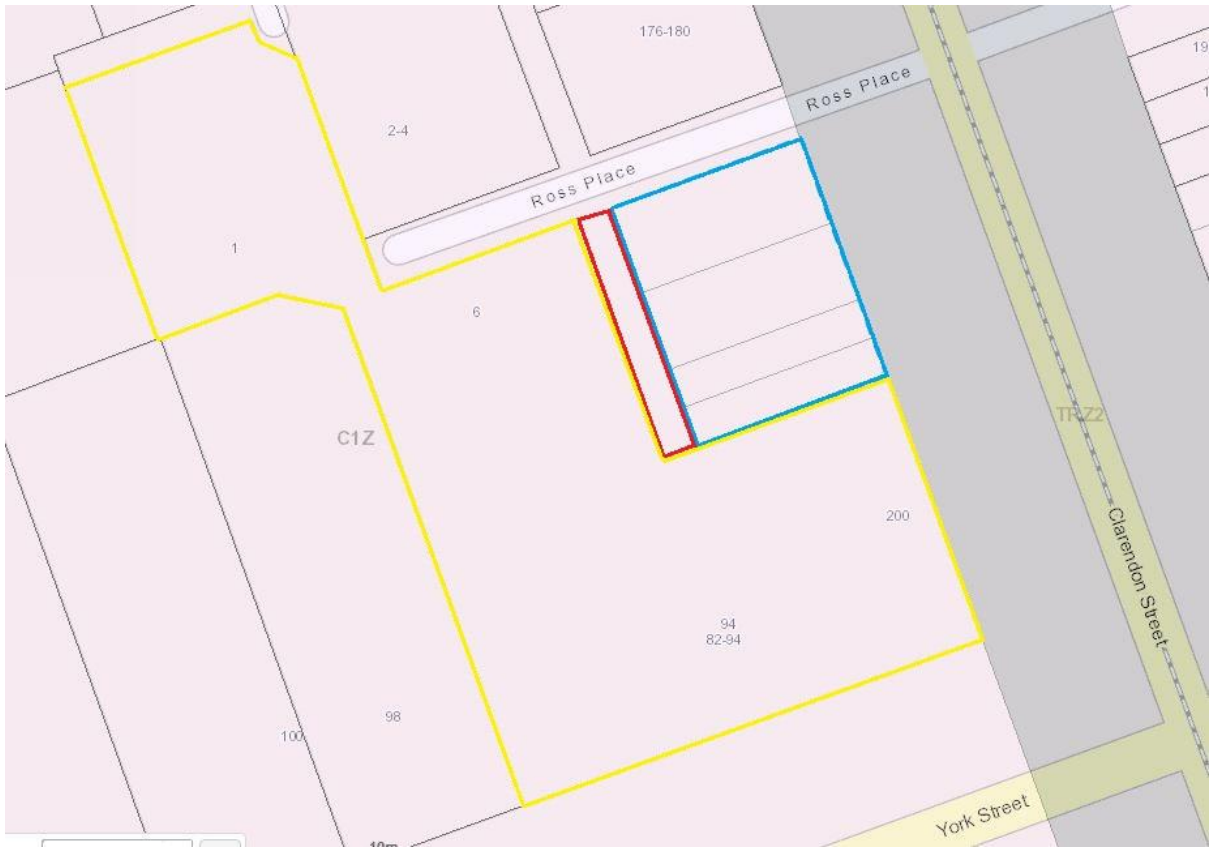 176-180
19
Ross Place
2-4
Ross Place
1
6
C1Z
TRZ2
200
Clarendon Street
94
82-94
98
100
York Street
10m